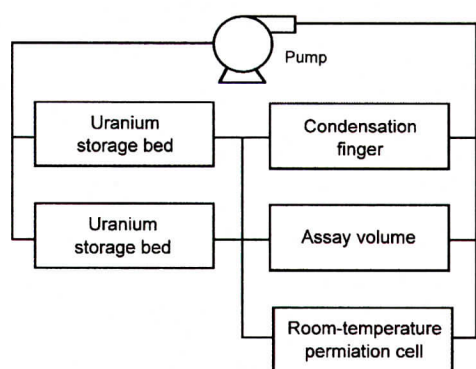 Pump
Uranium
storage bed
Condensation
finger
Uranium
storage bed
Assay volume
Room-temperature
permiation cell